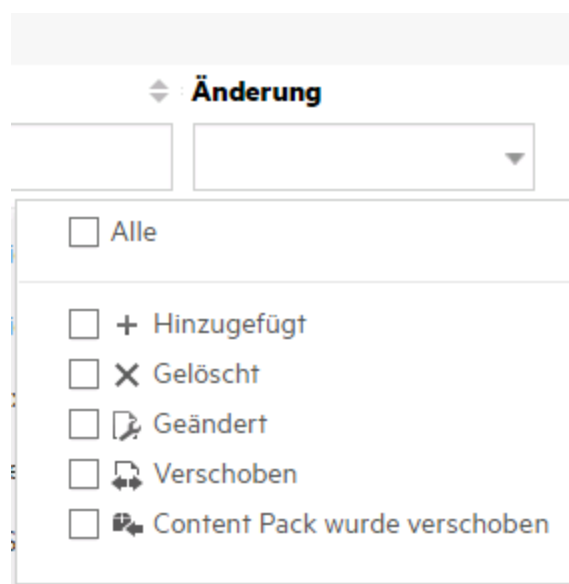 Änderung
Alle
Hinzugefügt
Gelöscht
Geändert
Verschoben
Content Pack wurde verschoben